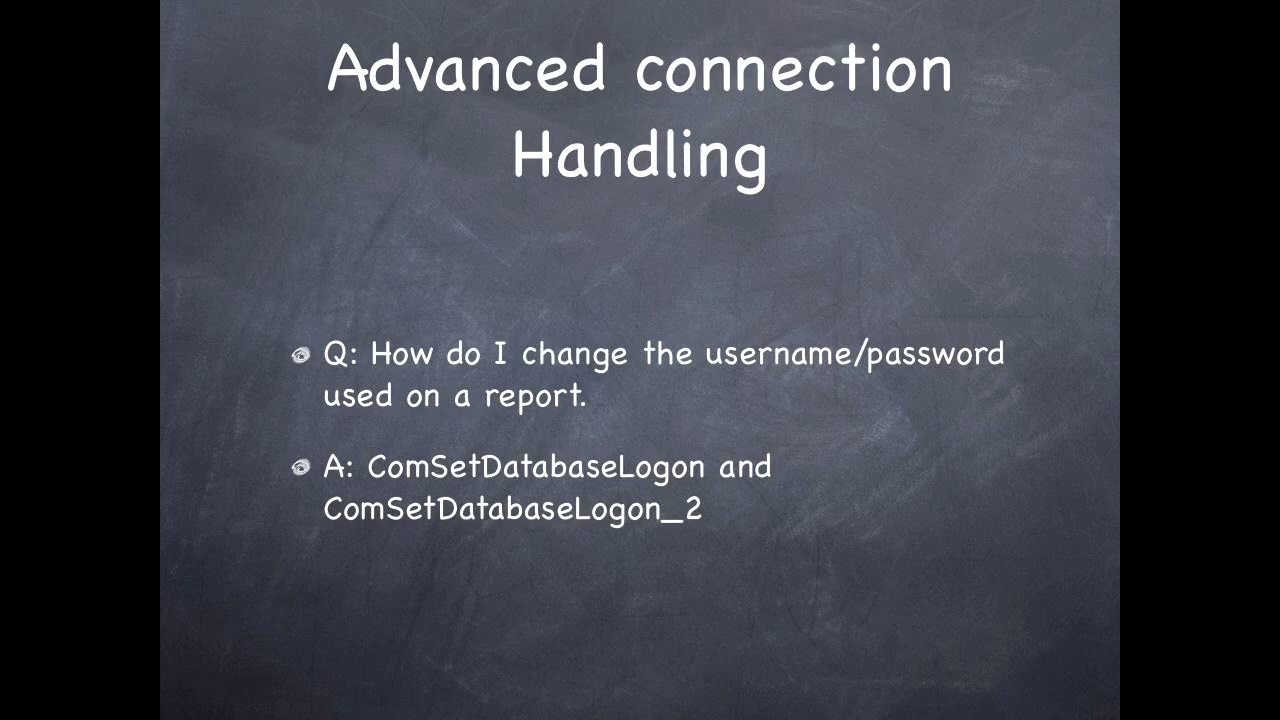 Advanced connection
Handling
Q: How do I change the username/password
used on a report.
A: ComSetDatabaseLogon and
ComSetDatabaseLogon_2